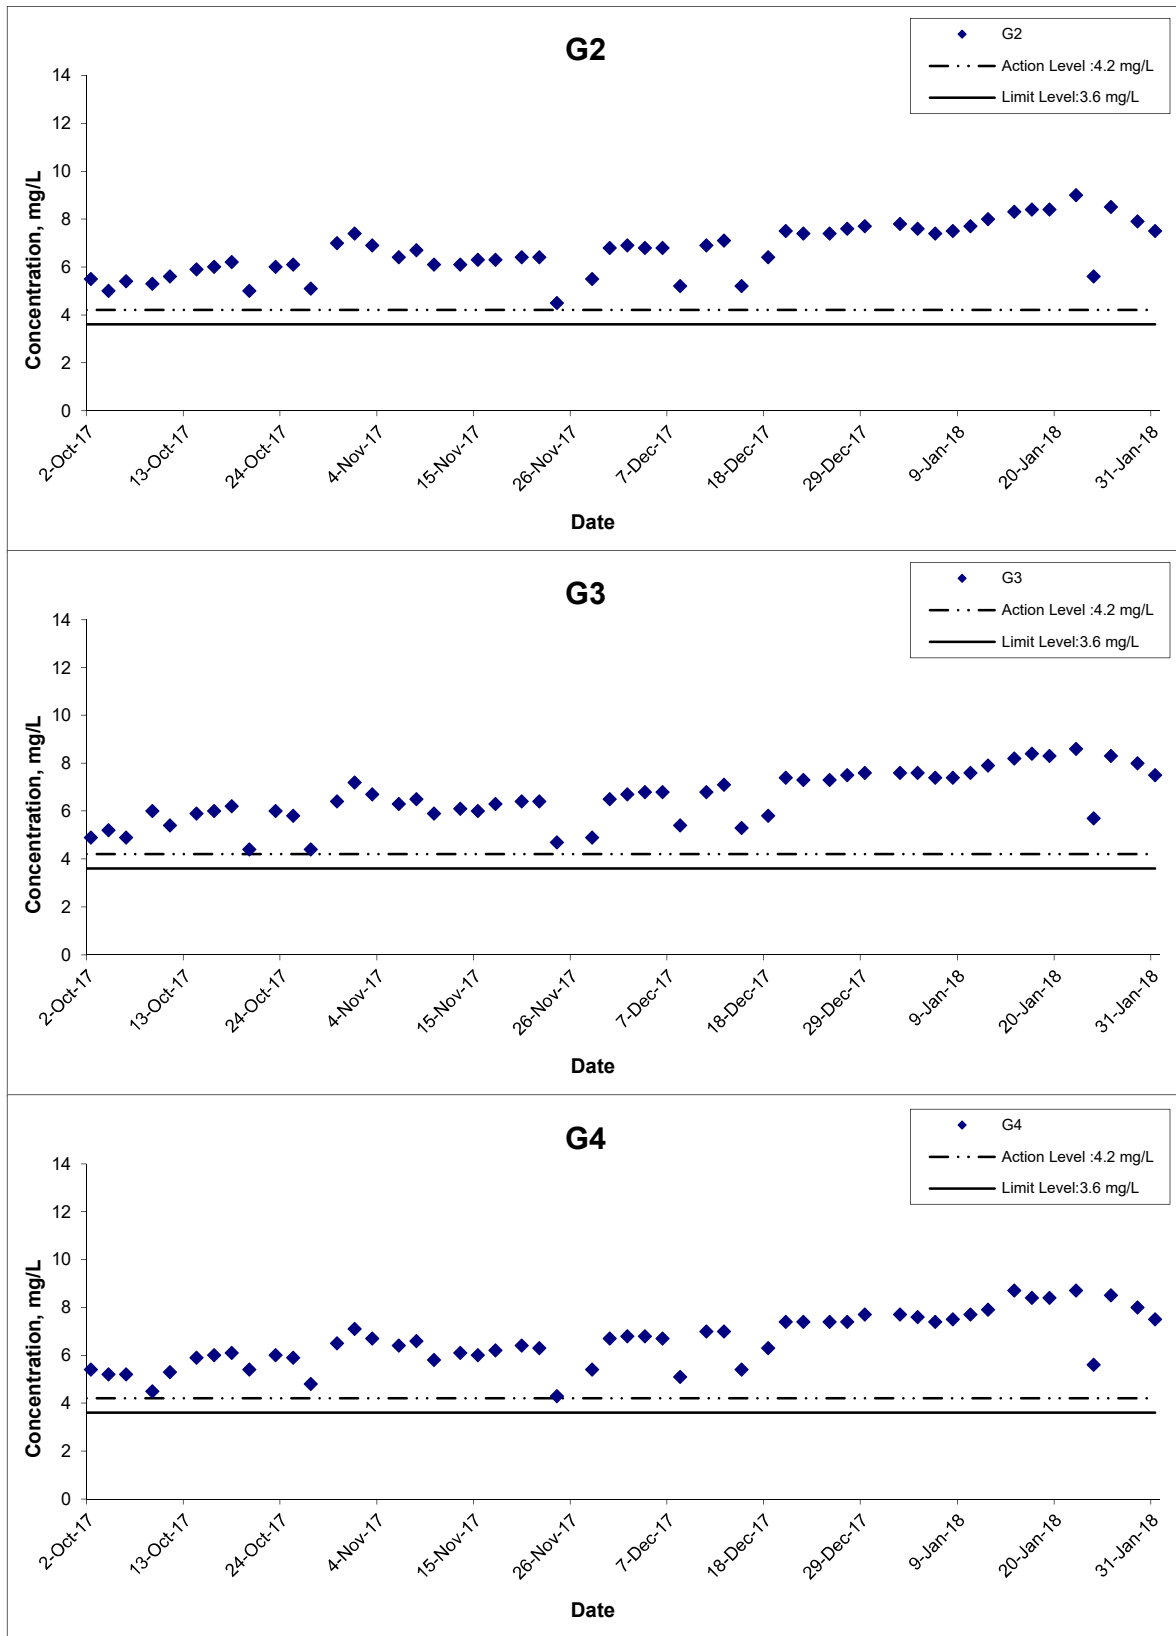 G2
G2
Action Level :4.2 mg/L
Limit Level:3.6 mg/L
14
12
10
8
6
4
2
0
Concentration, mg/L
2-Oct-17
13-Oct-17
24-Oct-17
4-Nov-17
15-Nov-17
26-Nov-17
7-Dec-17
18-Dec-17
29-Dec-17
9-Jan-18
20-Jan-18
31-Jan-18
Date
G3
G3
Action Level :4.2 mg/L
Limit Level:3.6 mg/L
14
12
10
8
6
4
2
0
Concentration, mg/L
2-Oct-17
13-Oct-17
24-Oct-17
4-Nov-17
15-Nov-17
26-Nov-17
7-Dec-17
18-Dec-17
29-Dec-17
9-Jan-18
20-Jan-18
31-Jan-18
Date
G4
G4
Action Level :4.2 mg/L
Limit Level:3.6 mg/L
14
12
10
8
6
4
2
0
Concentration, mg/L
2-Oct-17
13-Oct-17
24-Oct-17
4-Nov-17
15-Nov-17
26-Nov-17
7-Dec-17
18-Dec-17
29-Dec-17
9-Jan-18
20-Jan-18
31-Jan-18
Date